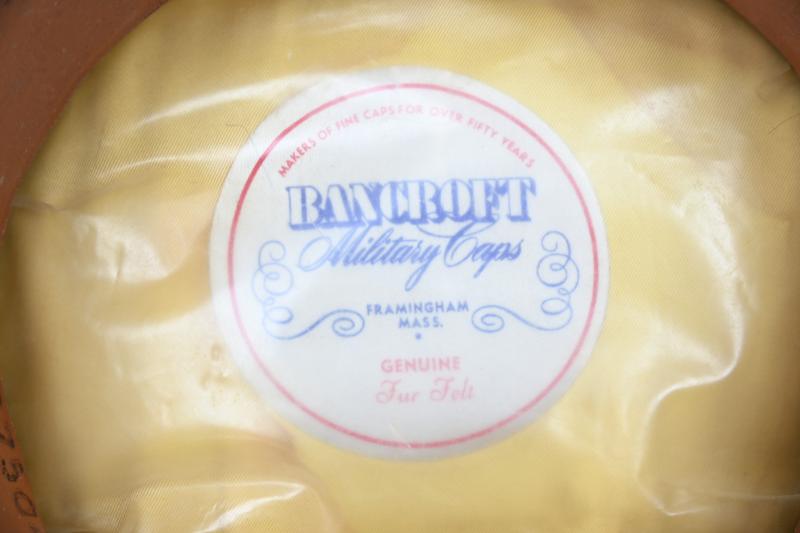 MAKERS OF FINE CAPS FOR OVER FIFTY YEARS
BANCROFT
Military Caps
FRAMINGHAM
MASS.
GENUINE
Fur Felt